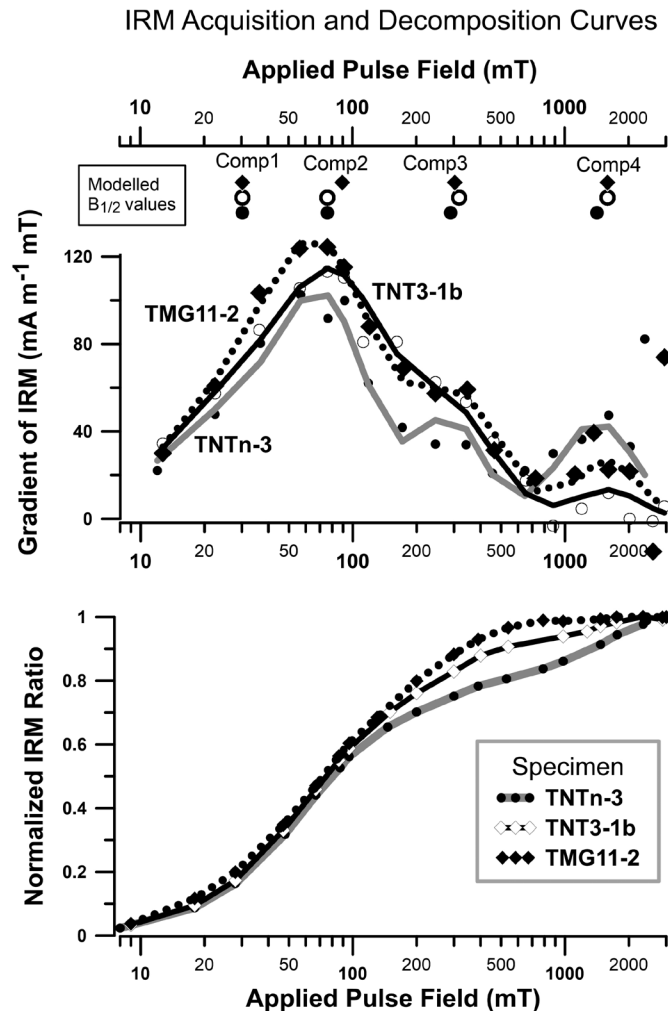 IRM Acquisition and Decomposition Curves
Applied Pulse Field (mT)
10 20 50 100 200 500 1000 2000
Modelled
B1/2 values
Comp1 Comp2 Comp3 Comp4
Gradient of IRM (mA m⁻¹ mT)
120
80
40
0
TMG11-2
TNT3-1b
TNTn-3
10 20 50 100 200 500 1000 2000
Normalized IRM Ratio
1
0.8
0.6
0.4
0.2
0
Specimen
TNTn-3
TNT3-1b
TMG11-2
10 20 50 100 200 500 1000 2000
Applied Pulse Field (mT)